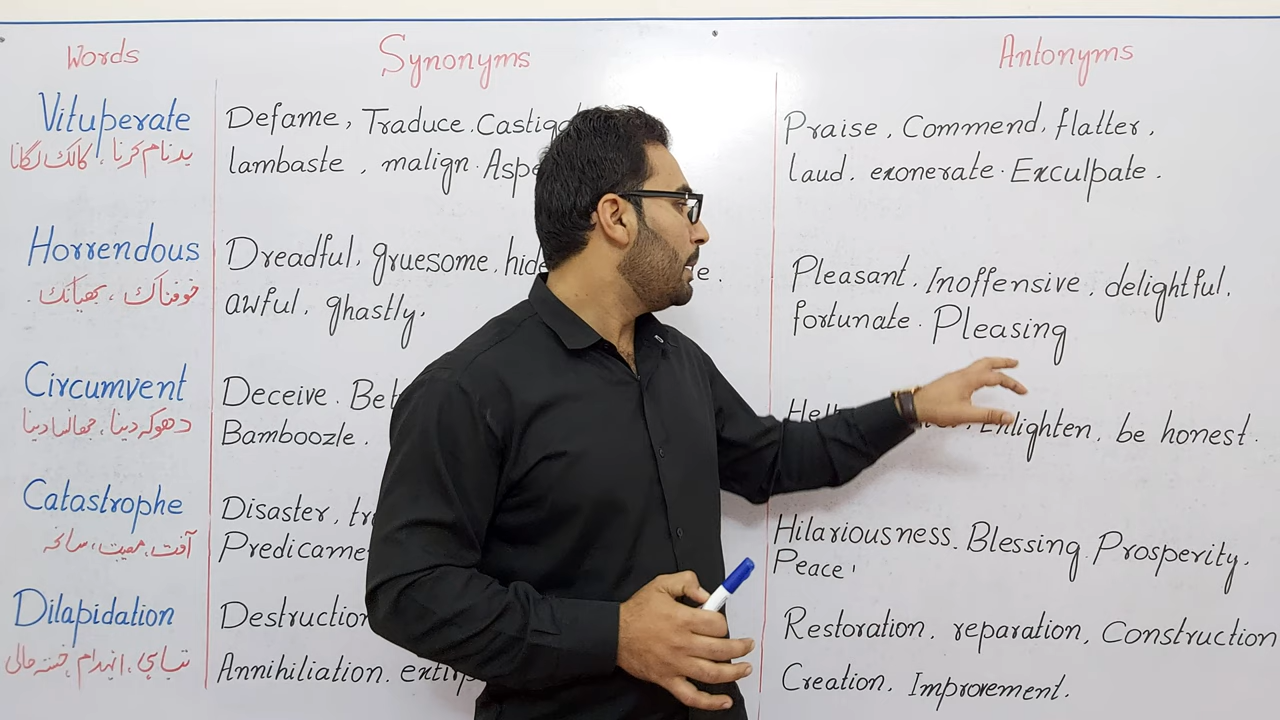 Words Synonyms Antonyms
Vituperate
بدنام کرنا، کالک لگانا
Defame, Traduce. Castiga
lambaste, malign. Aspe
Praise, Commend, flatter,
laud. exonerate. Exculpate.
Horrendous
خوفناک، بھیانک.
Dreadful, gruesome, hide e.
awful, ghastly.
Pleasant, Inoffensive, delightful,
fortunate. Pleasing
Circumvent
دھوکہ دینا، جھانسا دینا
Deceive. Bet
Bamboozle.
Enlighten, be honest.
Catastrophe
آفت، مصیبت، سانحہ
Disaster, tr
Predicame
Hilariousness. Blessing. Prosperity.
Peace'
Dilapidation
تباہی، انہدام، خستہ حالی
Destruction
Annihiliation. extirp
Restoration, reparation, Construction
Creation, Improvement.